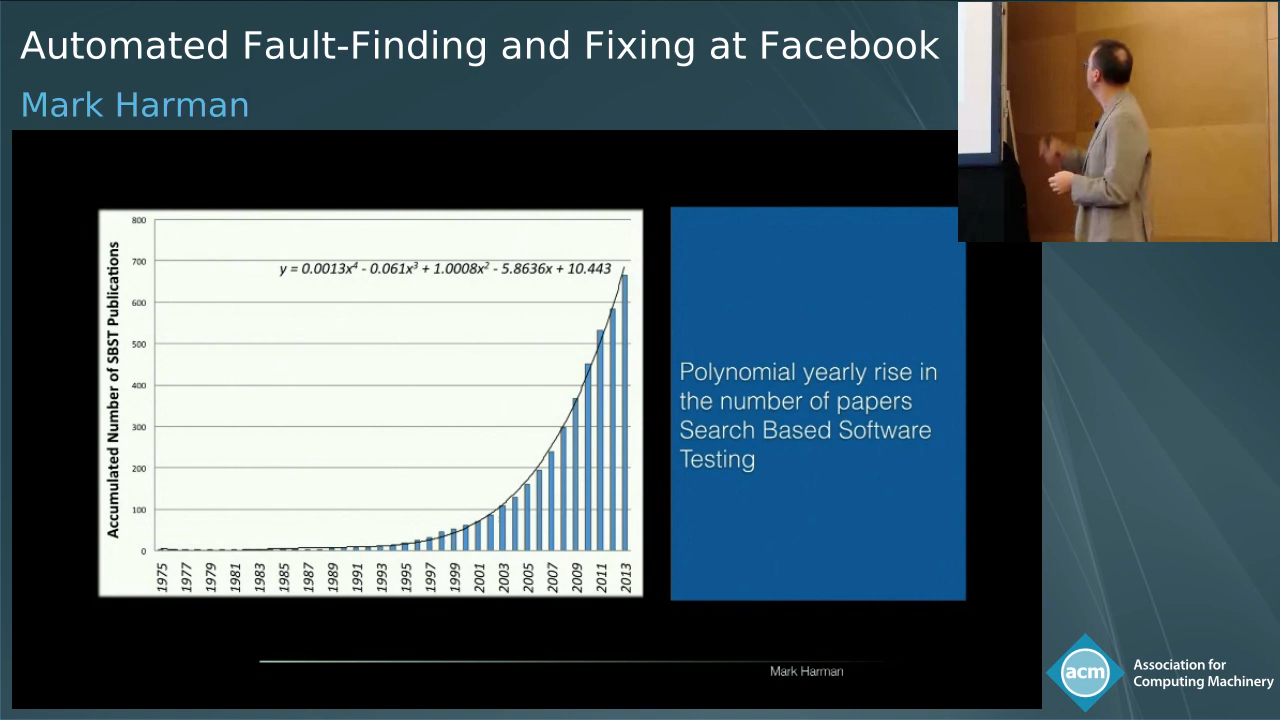 Automated Fault-Finding and Fixing at Facebook
Mark Harman
Accumulated Number of SBST Publications
800
700
600
500
400
300
200
100
0
y = 0.0013x⁴ - 0.061x³ + 1.0008x² - 5.8636x + 10.443
1975
1977
1979
1981
1983
1985
1987
1989
1991
1993
1995
1997
1999
2001
2003
2005
2007
2009
2011
2013
Polynomial yearly rise in
the number of papers
Search Based Software
Testing
Mark Harman
acm
Association for
Computing Machinery